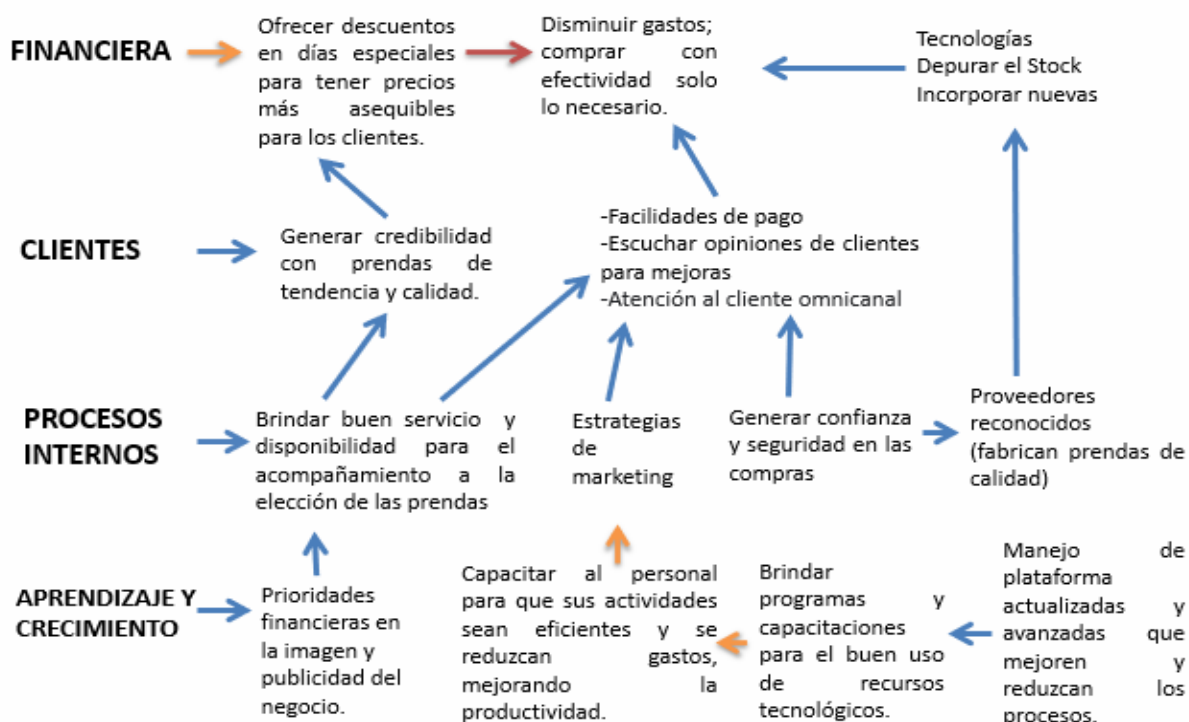 FINANCIERA
Ofrecer descuentos
en días especiales
para tener precios
más asequibles
para los clientes.
Disminuir gastos;
comprar con
efectividad solo
lo necesario.
Tecnologías
Depurar el Stock
Incorporar nuevas
CLIENTES
Generar credibilidad
con prendas de
tendencia y calidad.
-Facilidades de pago
-Escuchar opiniones de clientes
para mejoras
-Atención al cliente omnicanal
PROCESOS
INTERNOS
Brindar buen servicio y
disponibilidad para el
acompañamiento a la
elección de las prendas
Estrategias
de
marketing
Generar confianza
y seguridad en las
compras
Proveedores
reconocidos
(fabrican prendas de
calidad)
APRENDIZAJE Y
CRECIMIENTO
Prioridades
financieras en
la imagen y
publicidad del
negocio.
Capacitar al personal
para que sus actividades
sean eficientes y se
reduzcan gastos,
mejorando la
productividad.
Brindar
programas y
capacitaciones
para el buen uso
de recursos
tecnológicos.
Manejo de
plataforma
actualizadas y
avanzadas que
mejoren y
reduzcan los
procesos.